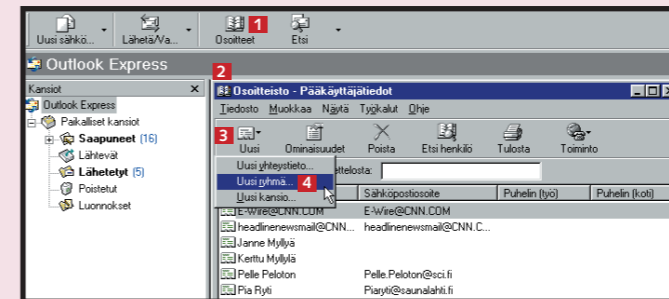 Uusi sähkö... Lähetä/Va... Osoitteet 1 Etsi
Outlook Express
2
Kansiot x
Osoitteisto - Pääkäyttäjätiedot
Outlook Express
Tiedosto Muokkaa Näytä Työkalut Ohje
Paikalliset kansiot
Saapuneet (16)
Lähtevät
Lähetetyt (5)
Poistetut
Luonnokset
3
Uusi Ominaisuudet Poista Etsi henkilö Tulosta Toiminto
Uusi yhteystieto...
Uusi ryhmä... 4
Uusi kansio...
ettelosta:
Sähköpostiosoite Puhelin (työ) Puhelin (koti)
E-Wire@CNN.COM E-Wire@CNN.COM
headlinenewsmail@CNN... headlinenewsmail@CNN.C...
Janne Myllyä
Kerttu Myllylä
Pelle Peloton Pelle.Peloton@sci.fi
Pia Ryti Piaryti@saunalahti.fi